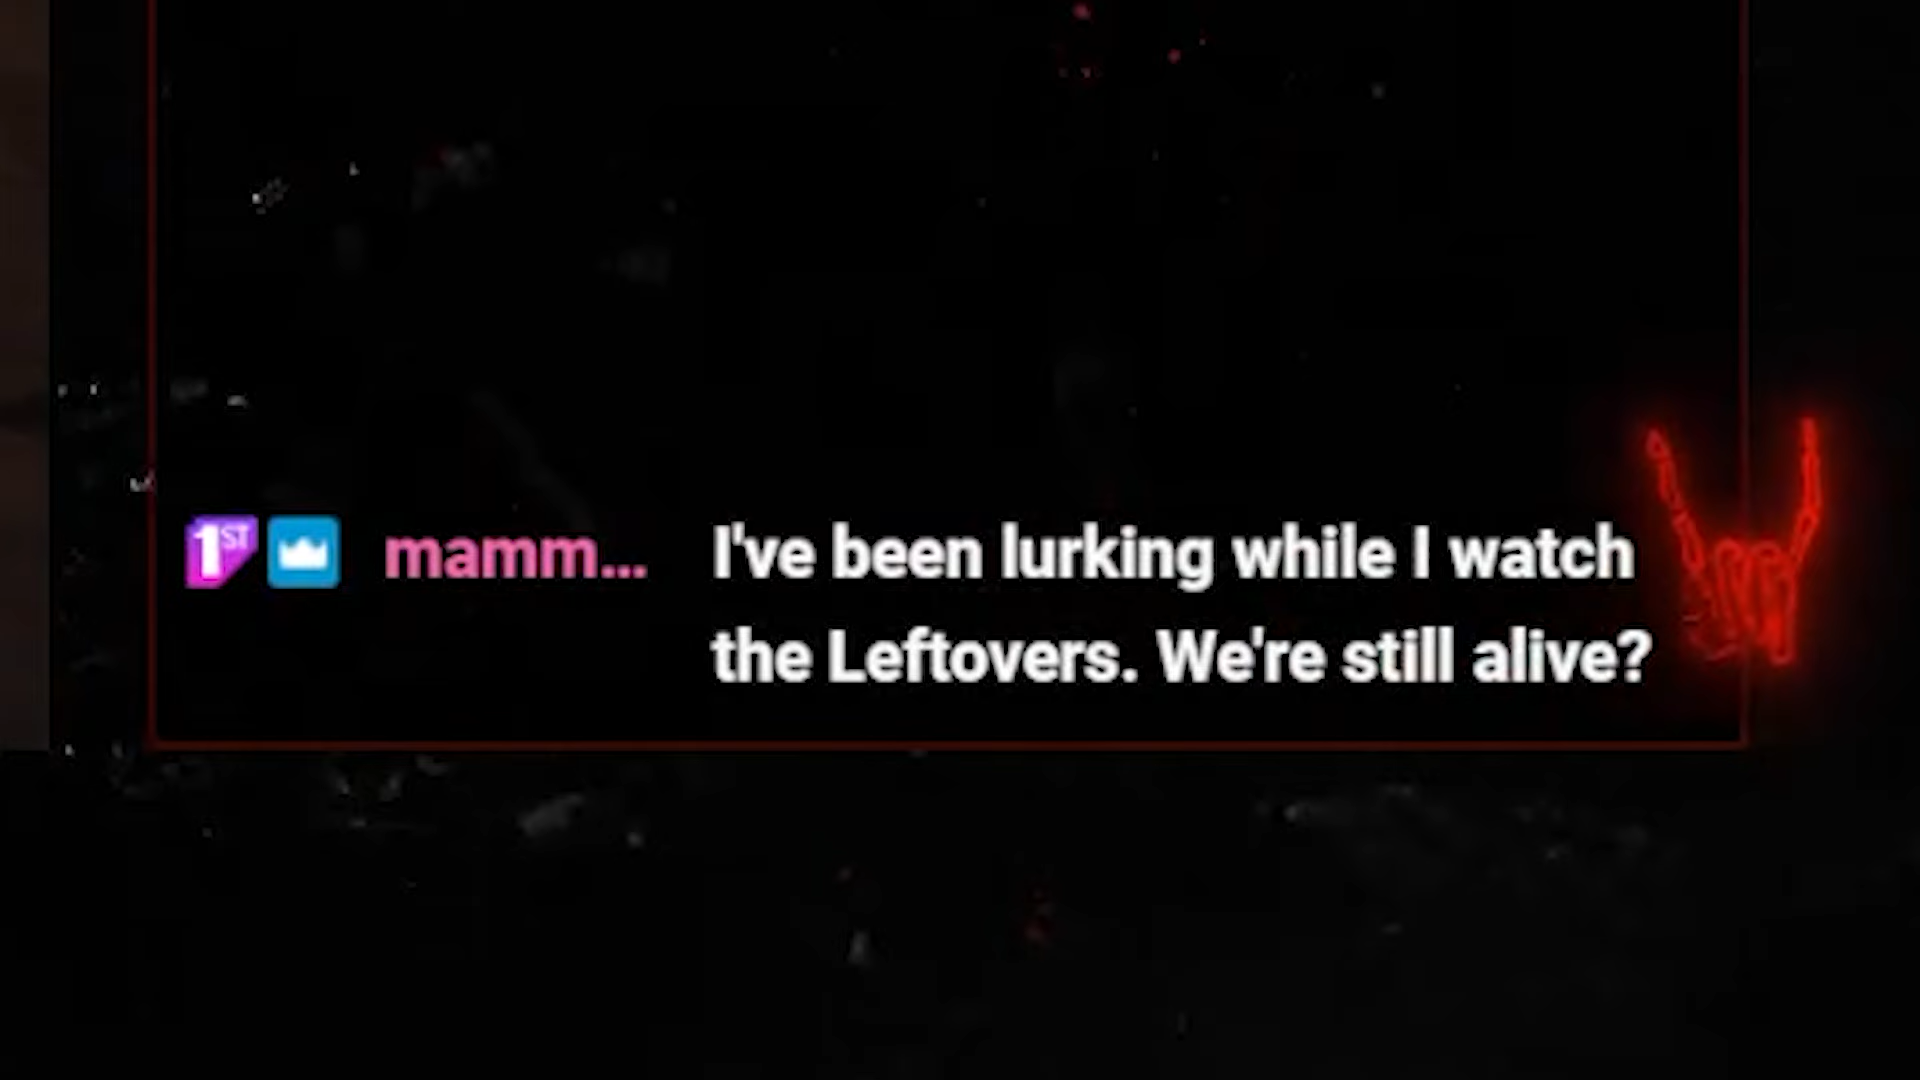 1ST mamm... I've been lurking while I watch
the Leftovers. We're still alive?